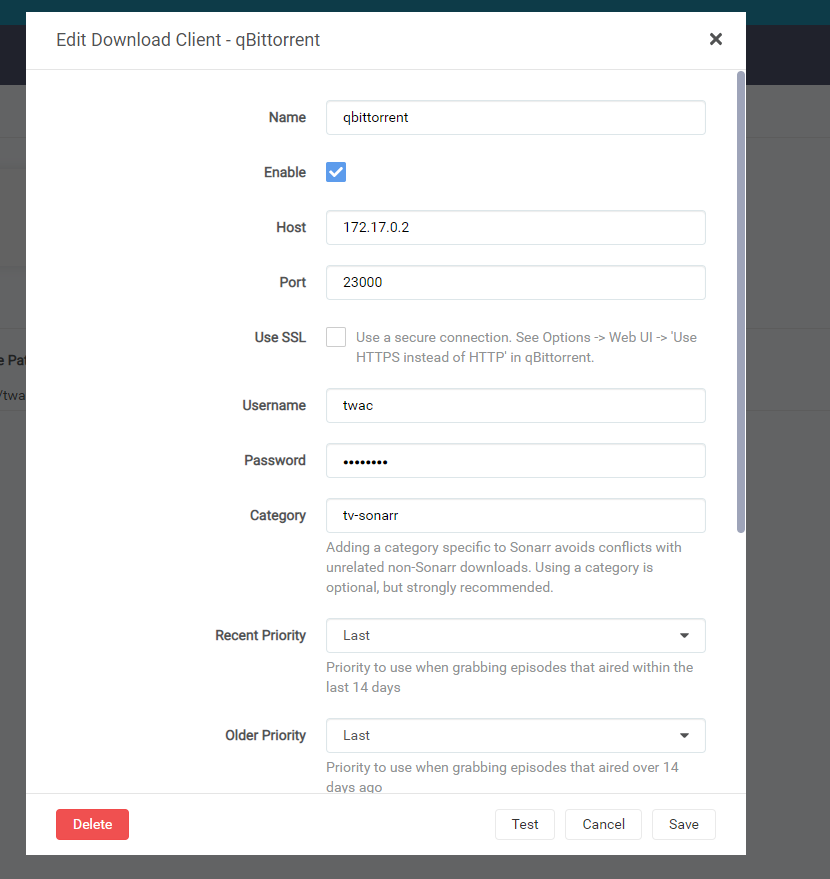 Edit Download Client - qBittorrent
Name
qbittorrent
Enable
Host
172.17.0.2
Port
23000
Use SSL
Use a secure connection. See Options -> Web UI -> 'Use
HTTPS instead of HTTP' in qBittorrent.
e Pat
/twa
Username
twac
Password
••••••••
Category
tv-sonarr
Adding a category specific to Sonarr avoids conflicts with
unrelated non-Sonarr downloads. Using a category is
optional, but strongly recommended.
Recent Priority
Last
Priority to use when grabbing episodes that aired within the
last 14 days
Older Priority
Last
Priority to use when grabbing episodes that aired over 14
days ago
Delete
Test
Cancel
Save